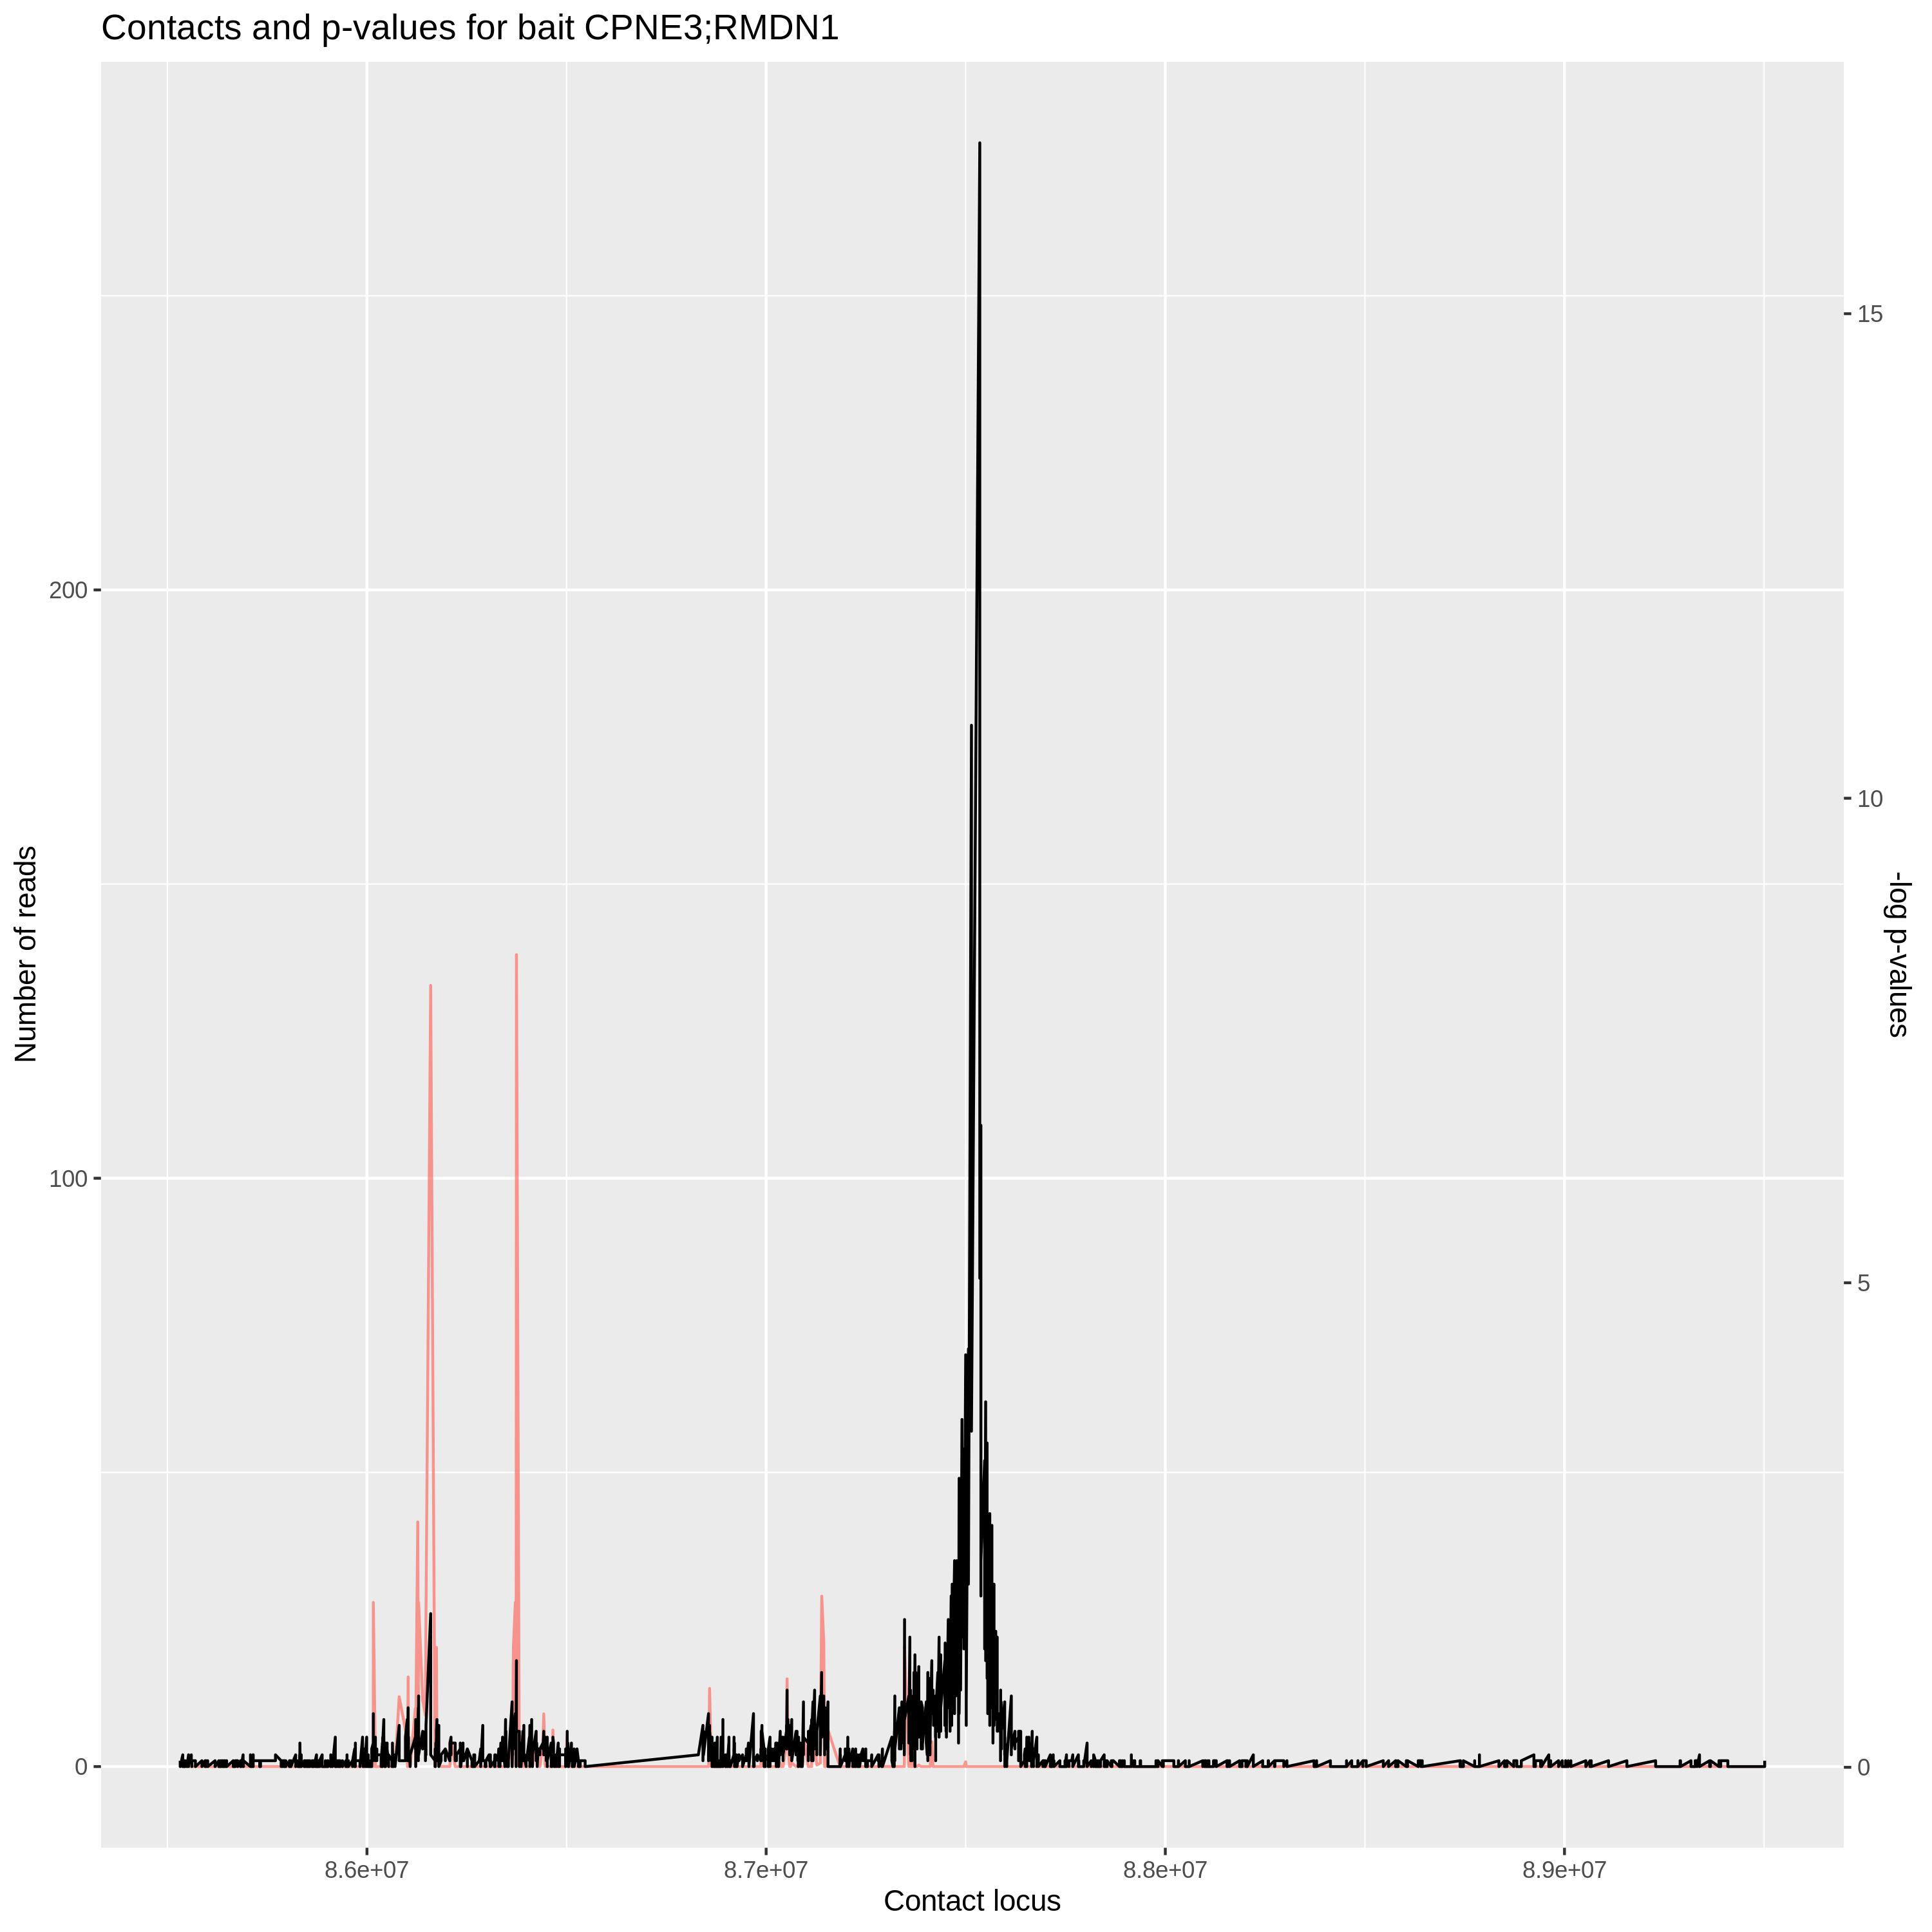 Contacts and p-values for bait CPNE3;RMDN1
Number of reads
200
100
0
15
10
5
0
-log p-values
8.6e+07
8.7e+07
8.8e+07
8.9e+07
Contact locus